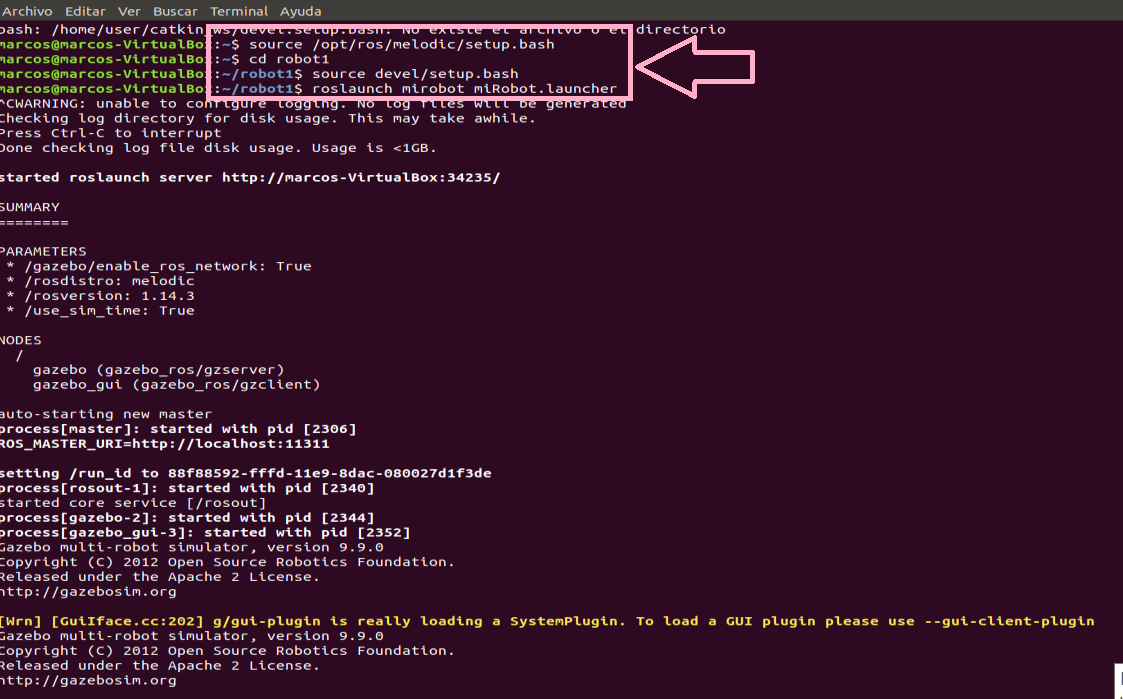 Archivo Editar Ver Buscar Terminal Ayuda
bash: /home/user/catkin_ws/devel.setup.bash: No existe el archivo o el directorio
marcos@marcos-VirtualBox:~$ source /opt/ros/melodic/setup.bash
marcos@marcos-VirtualBox:~$ cd robot1
marcos@marcos-VirtualBox:~/robot1$ source devel/setup.bash
marcos@marcos-VirtualBox:~/robot1$ roslaunch mirobot miRobot.launcher
^CWARNING: unable to configure logging. No log files will be generated
Checking log directory for disk usage. This may take awhile.
Press Ctrl-C to interrupt
Done checking log file disk usage. Usage is <1GB.
started roslaunch server http://marcos-VirtualBox:34235/
SUMMARY
========
PARAMETERS
* /gazebo/enable_ros_network: True
* /rosdistro: melodic
* /rosversion: 1.14.3
* /use_sim_time: True
NODES
/
gazebo (gazebo_ros/gzserver)
gazebo_gui (gazebo_ros/gzclient)
auto-starting new master
process[master]: started with pid [2306]
ROS_MASTER_URI=http://localhost:11311
setting /run_id to 88f88592-fffd-11e9-8dac-080027d1f3de
process[rosout-1]: started with pid [2340]
started core service [/rosout]
process[gazebo-2]: started with pid [2344]
process[gazebo_gui-3]: started with pid [2352]
Gazebo multi-robot simulator, version 9.9.0
Copyright (C) 2012 Open Source Robotics Foundation.
Released under the Apache 2 License.
http://gazebosim.org
[Wrn] [GuiIface.cc:202] g/gui-plugin is really loading a SystemPlugin. To load a GUI plugin please use --gui-client-plugin
Gazebo multi-robot simulator, version 9.9.0
Copyright (C) 2012 Open Source Robotics Foundation.
Released under the Apache 2 License.
http://gazebosim.org